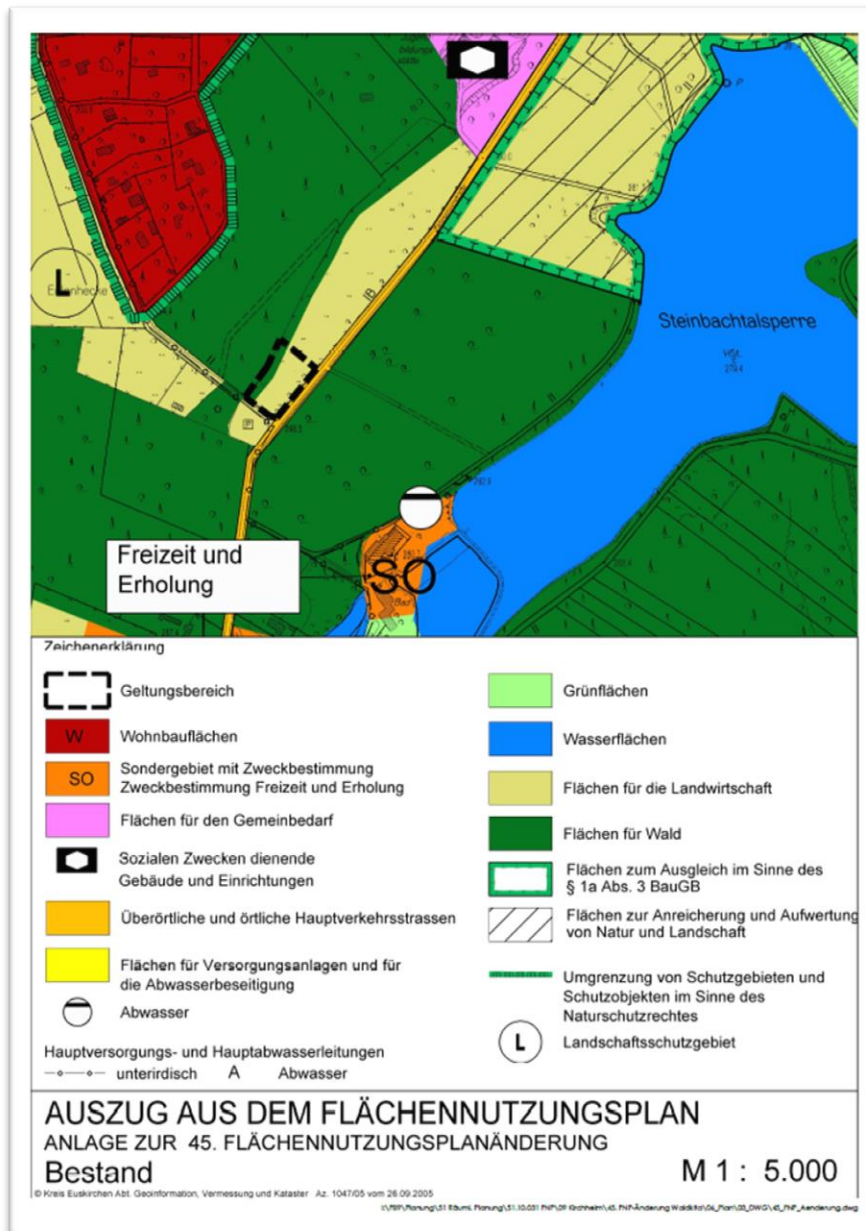 bildungs
stätte
L
Steinbachtalsperre
P
Freizeit und
Erholung
SO
Bad
Zeichenerklärung
Geltungsbereich
W Wohnbauflächen
SO Sondergebiet mit Zweckbestimmung
Zweckbestimmung Freizeit und Erholung
Flächen für den Gemeinbedarf
Sozialen Zwecken dienende
Gebäude und Einrichtungen
Überörtliche und örtliche Hauptverkehrsstrassen
Flächen für Versorgungsanlagen und für
die Abwasserbeseitigung
Abwasser
Hauptversorgungs- und Hauptabwasserleitungen
unterirdisch A Abwasser
Grünflächen
Wasserflächen
Flächen für die Landwirtschaft
Flächen für Wald
Flächen zum Ausgleich im Sinne des
§ 1a Abs. 3 BauGB
Flächen zur Anreicherung und Aufwertung
von Natur und Landschaft
Umgrenzung von Schutzgebieten und
Schutzobjekten im Sinne des
Naturschutzrechtes
L Landschaftsschutzgebiet
AUSZUG AUS DEM FLÄCHENNUTZUNGSPLAN
ANLAGE ZUR 45. FLÄCHENNUTZUNGSPLANÄNDERUNG
Bestand M 1 : 5.000
© Kreis Euskirchen Abt. Geoinformation, Vermessung und Kataster Az. 1047/05 vom 26.09.2005